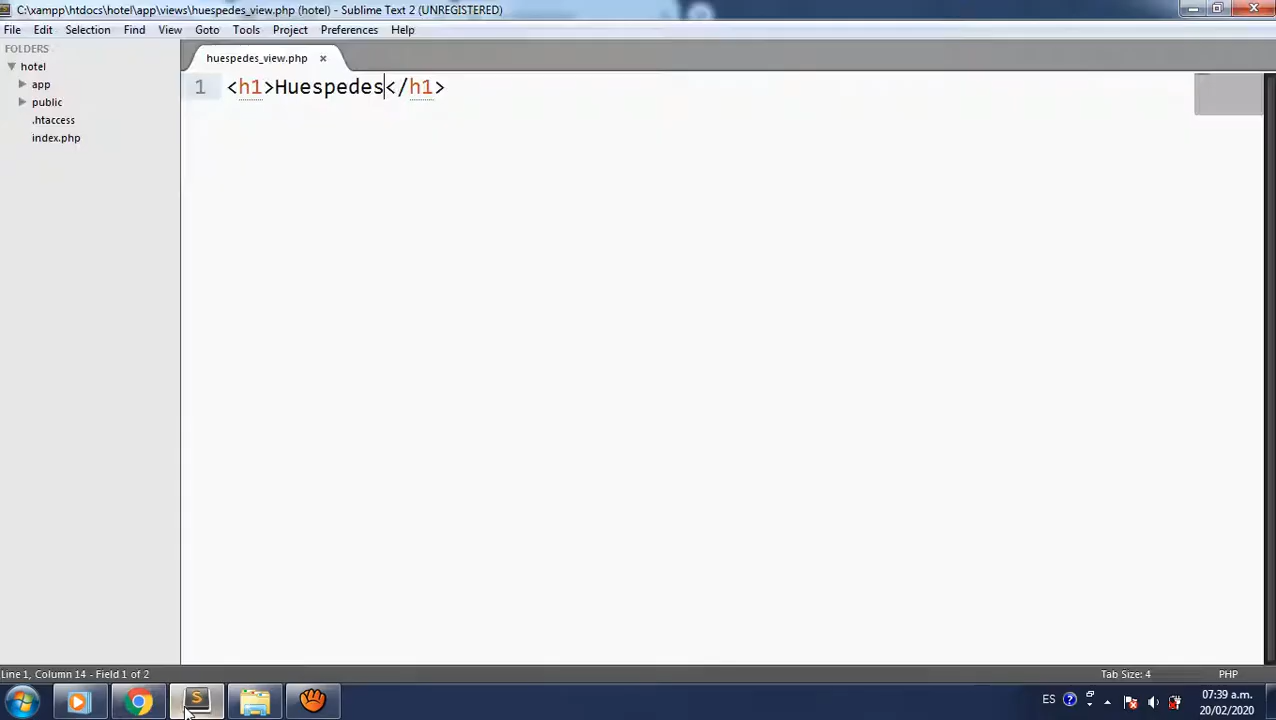 C:\xampp\htdocs\hotel\app\views\huespedes_view.php (hotel) - Sublime Text 2 (UNREGISTERED)
File Edit Selection Find View Goto Tools Project Preferences Help
FOLDERS
hotel
app
public
.htaccess
index.php
huespedes_view.php ×
1 <h1>Huespedes</h1>
Line 1, Column 14 - Field 1 of 2
Tab Size: 4 PHP
ES
07:39 a.m.
20/02/2020